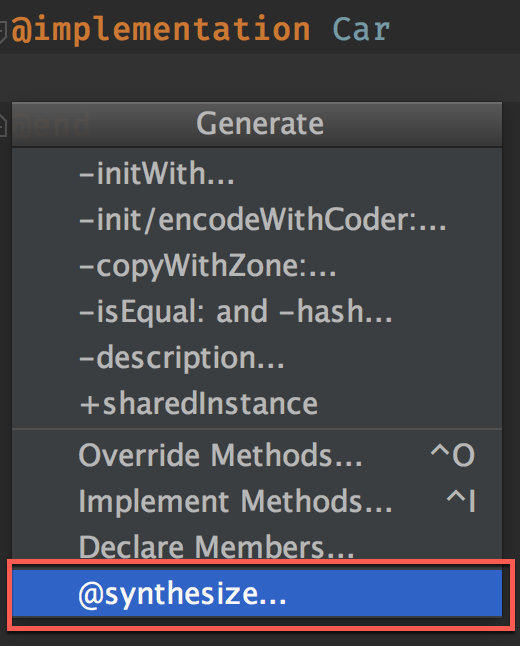 @implementation Car
@end
Generate
-initWith...
-init/encodeWithCoder:...
-copyWithZone:...
-isEqual: and -hash...
-description...
+sharedInstance
Override Methods... ^O
Implement Methods... ^I
Declare Members...
@synthesize...